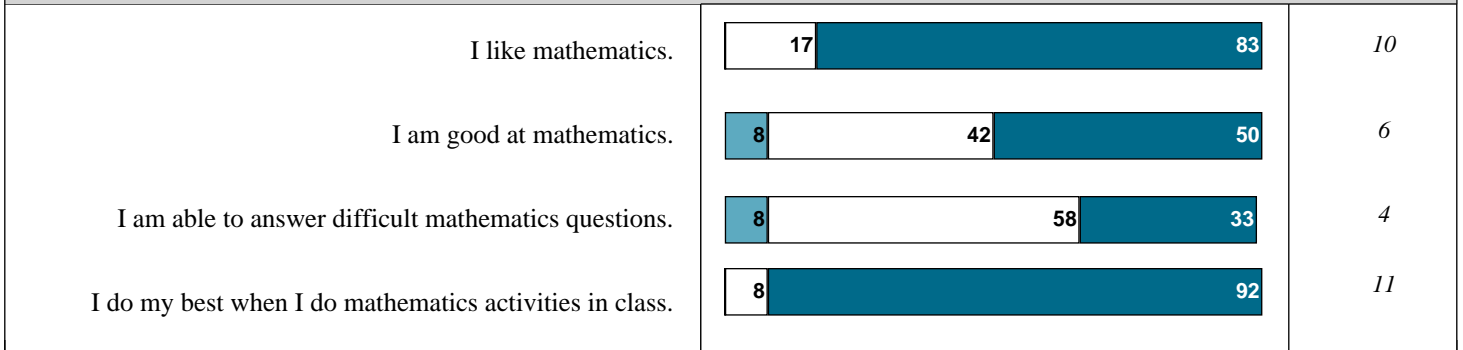 I like mathematics. 17 83 10
I am good at mathematics. 8 42 50 6
I am able to answer difficult mathematics questions. 8 58 33 4
I do my best when I do mathematics activities in class. 8 92 11